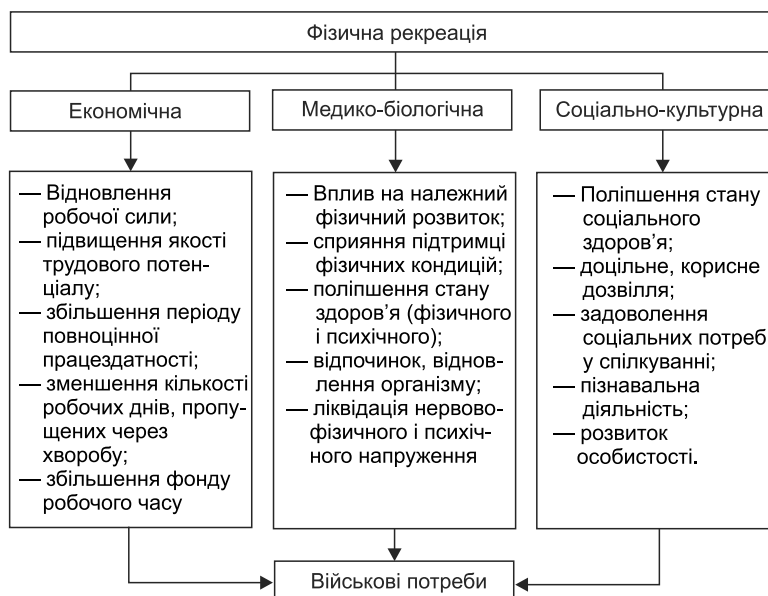 Фізична рекреація
Економічна
Медико-біологічна
Соціально-культурна
— Відновлення
робочої сили;
— підвищення якості
трудового потен-
ціалу;
— збільшення періоду
повноцінної
працездатності;
— зменшення кількості
робочих днів, пропу-
щених через
хворобу;
— збільшення фонду
робочого часу
— Вплив на належний
фізичний розвиток;
— сприяння підтримці
фізичних кондицій;
— поліпшення стану
здоров’я (фізичного
і психічного);
— відпочинок, віднов-
лення організму;
— ліквідація нервово-
фізичного і психіч-
ного напруження
— Поліпшення стану
соціального
здоров’я;
— доцільне, корисне
дозвілля;
— задоволення
соціальних потреб
у спілкуванні;
— пізнавальна
діяльність;
— розвиток
особистості.
Військові потреби